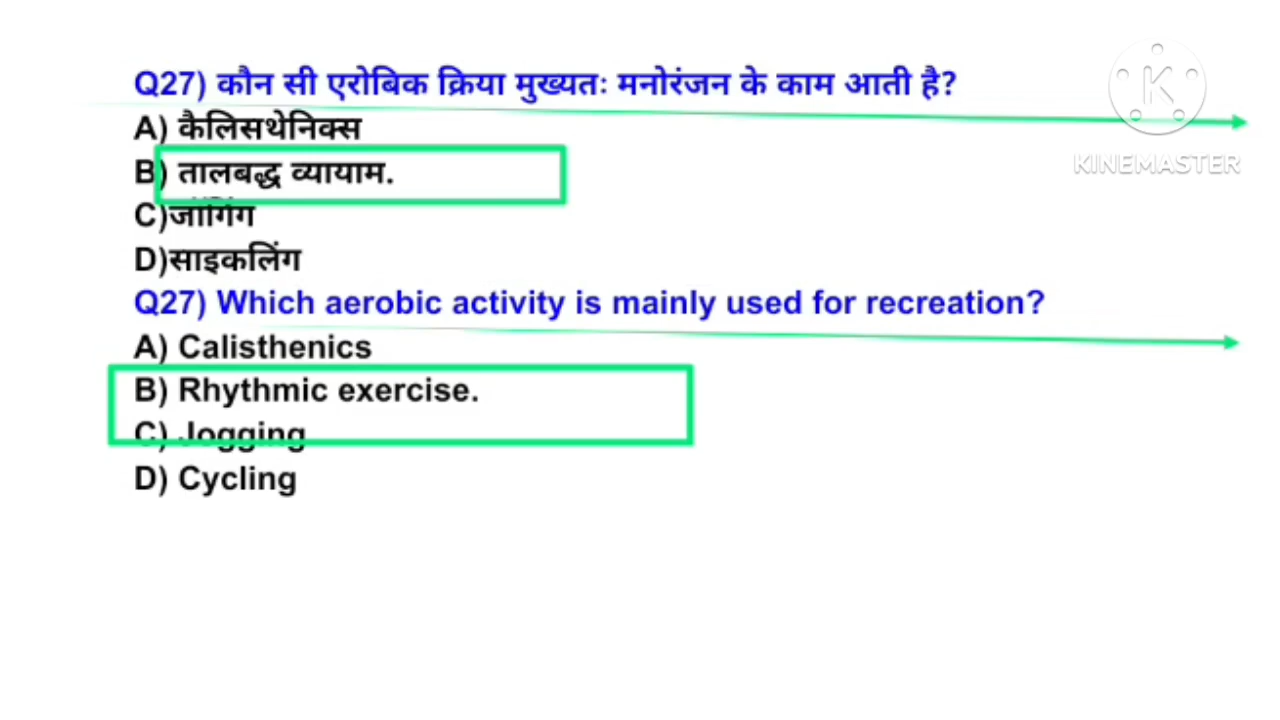 Q27) कौन सी एरोबिक क्रिया मुख्यतः मनोरंजन के काम आती है?
A) कैलिसथेनिक्स
B) तालबद्ध व्यायाम.
C)जॉगिंग
D)साइकलिंग
Q27) Which aerobic activity is mainly used for recreation?
A) Calisthenics
B) Rhythmic exercise.
C) Jogging
D) Cycling
K
KINEMASTER